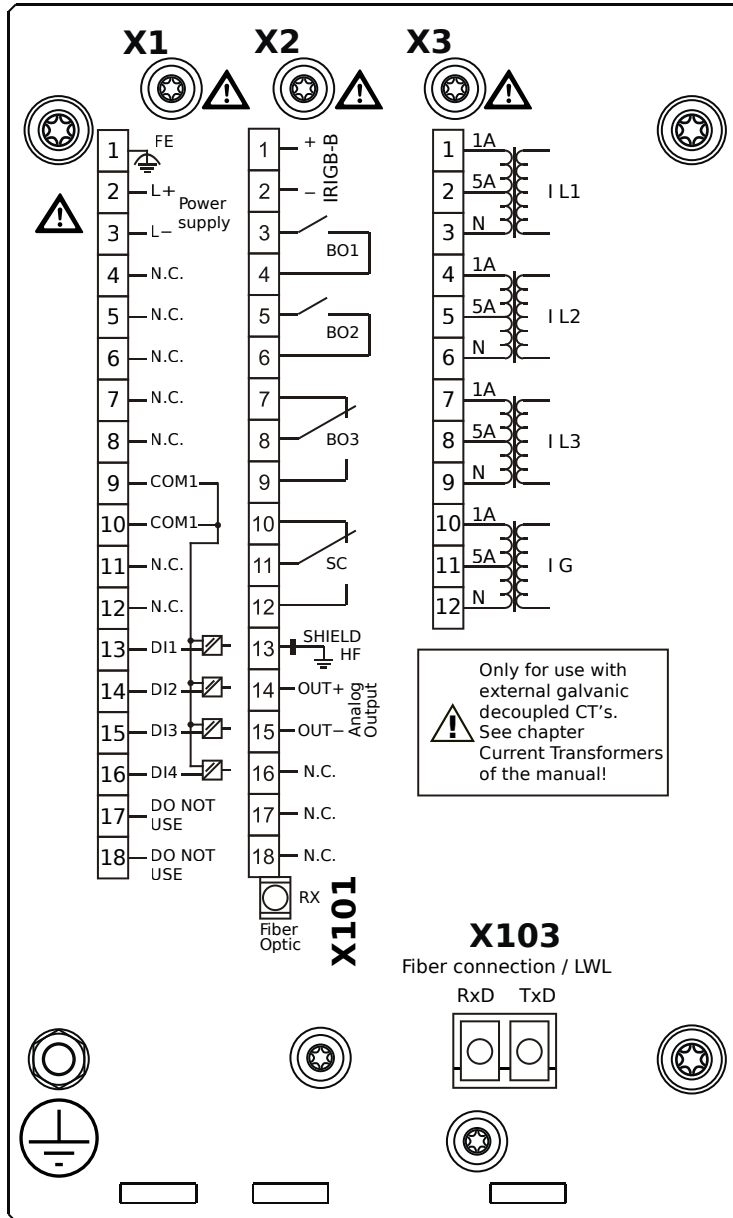 X1
X2
X3
1 FE
2 L+
Power
supply
3 L−
4 N.C.
5 N.C.
6 N.C.
7 N.C.
8 N.C.
9 COM1
10 COM1
11 N.C.
12 N.C.
13 DI1
14 DI2
15 DI3
16 DI4
17 DO NOT
USE
18 DO NOT
USE
1 +
IRIGB-B
2 −
3
BO1
4
5
BO2
6
7
8 BO3
9
10
11 SC
12
13 SHIELD
HF
14 OUT+
Analog
Output
15 OUT−
16 N.C.
17 N.C.
18 N.C.
RX
Fiber
Optic
X101
1 1A
2 5A I L1
3 N
4 1A
5 5A I L2
6 N
7 1A
8 5A I L3
9 N
10 1A
11 5A I G
12 N
Only for use with
external galvanic
decoupled CT's.
See chapter
Current Transformers
of the manual!
X103
Fiber connection / LWL
RxD TxD